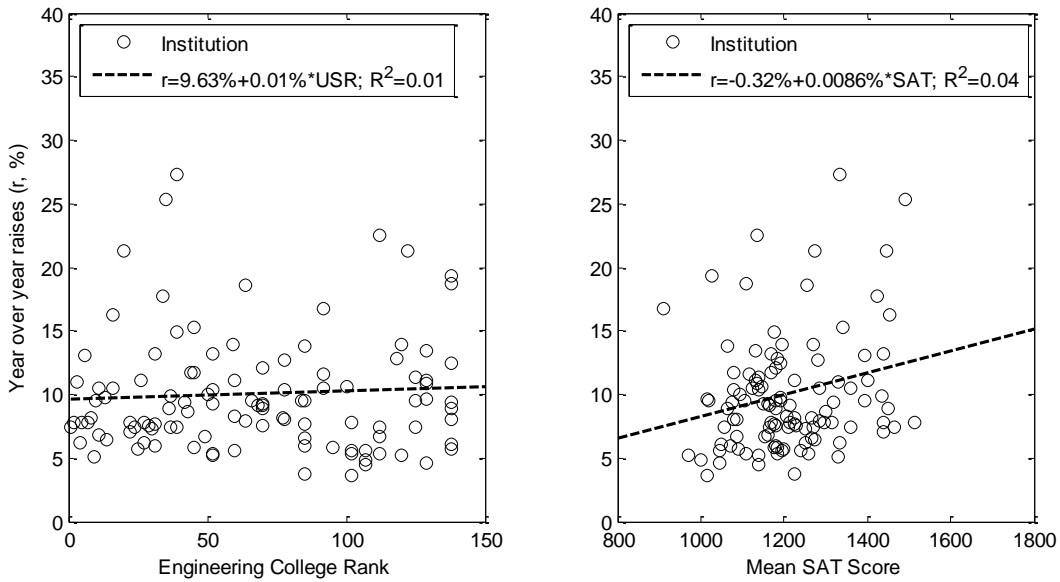 40
35
30
25
20
15
10
5
0
Year over year raises (r, %)
Institution
r=9.63%+0.01%*USR; R²=0.01
0 50 100 150
Engineering College Rank
40
35
30
25
20
15
10
5
0
Institution
r=-0.32%+0.0086%*SAT; R²=0.04
800 1000 1200 1400 1600 1800
Mean SAT Score